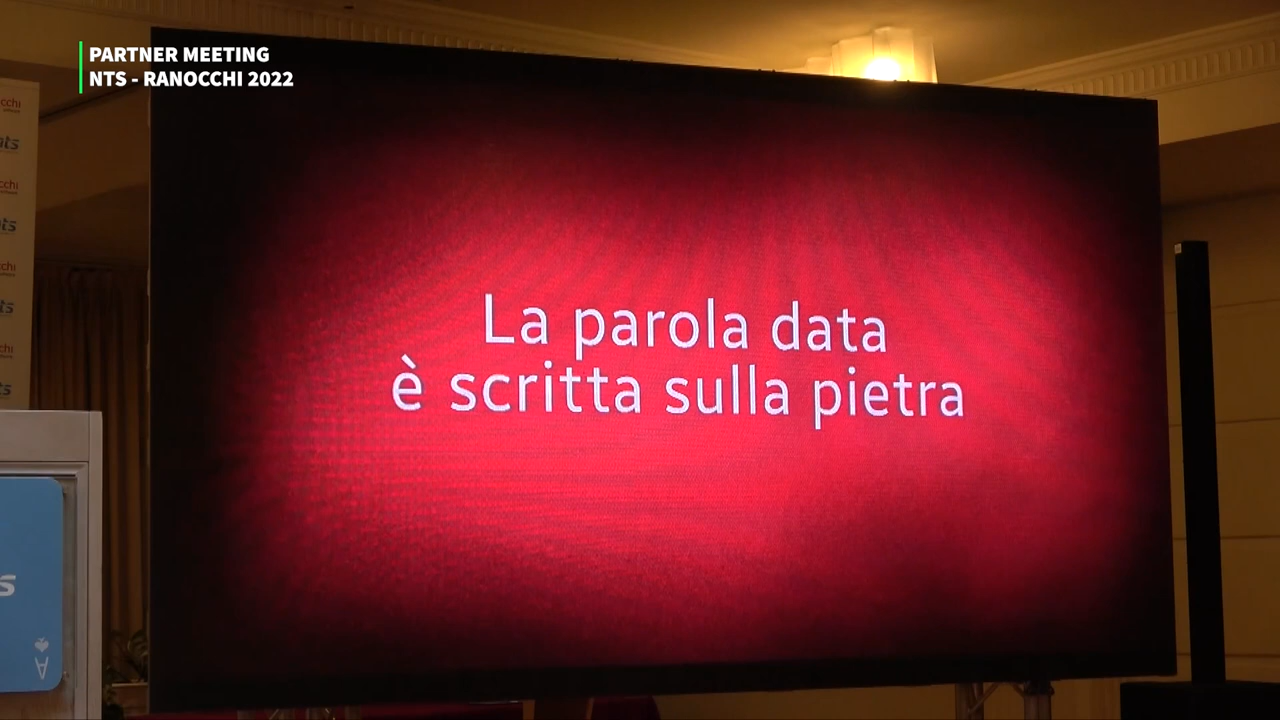 PARTNER MEETING
NTS - RANOCCHI 2022
La parola data
è scritta sulla pietra
A